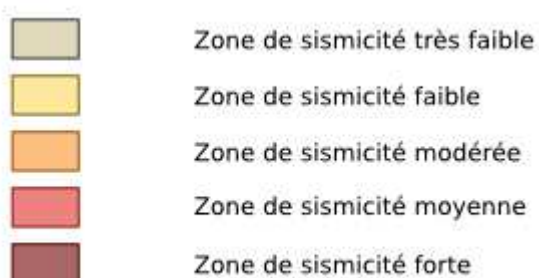 Zone de sismicité très faible
Zone de sismicité faible
Zone de sismicité modérée
Zone de sismicité moyenne
Zone de sismicité forte